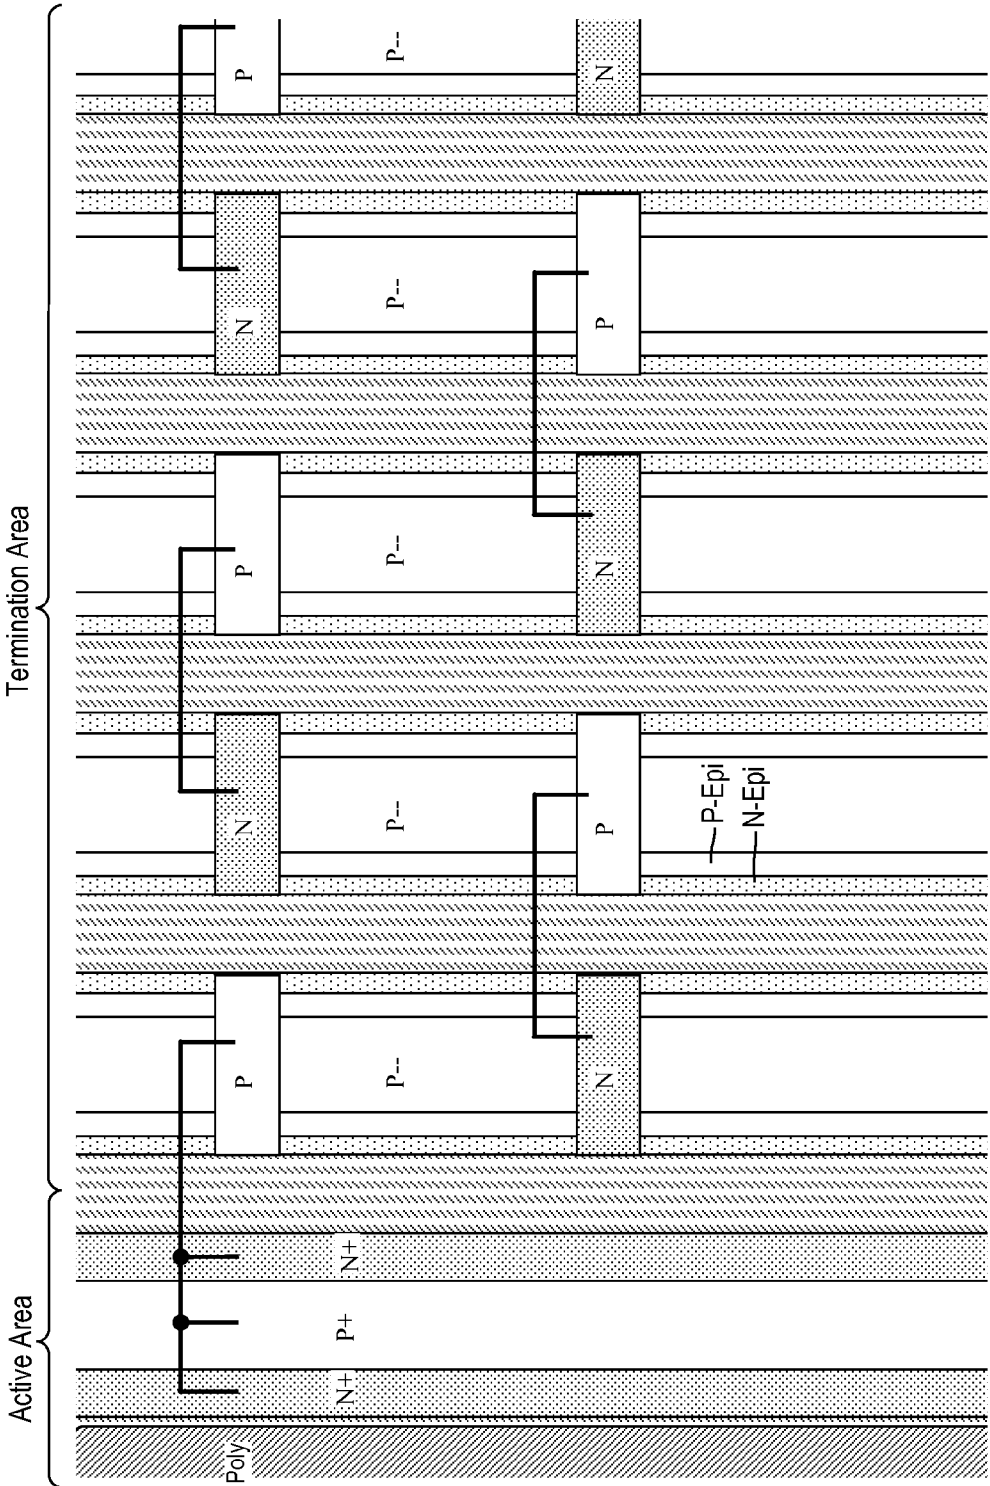 Active Area
Termination Area
Poly
P
N
P
N
P
N+
P+
N+
P--
P--
P--
P--
P--
N
P
N
P
N
P-Epi
N-Epi